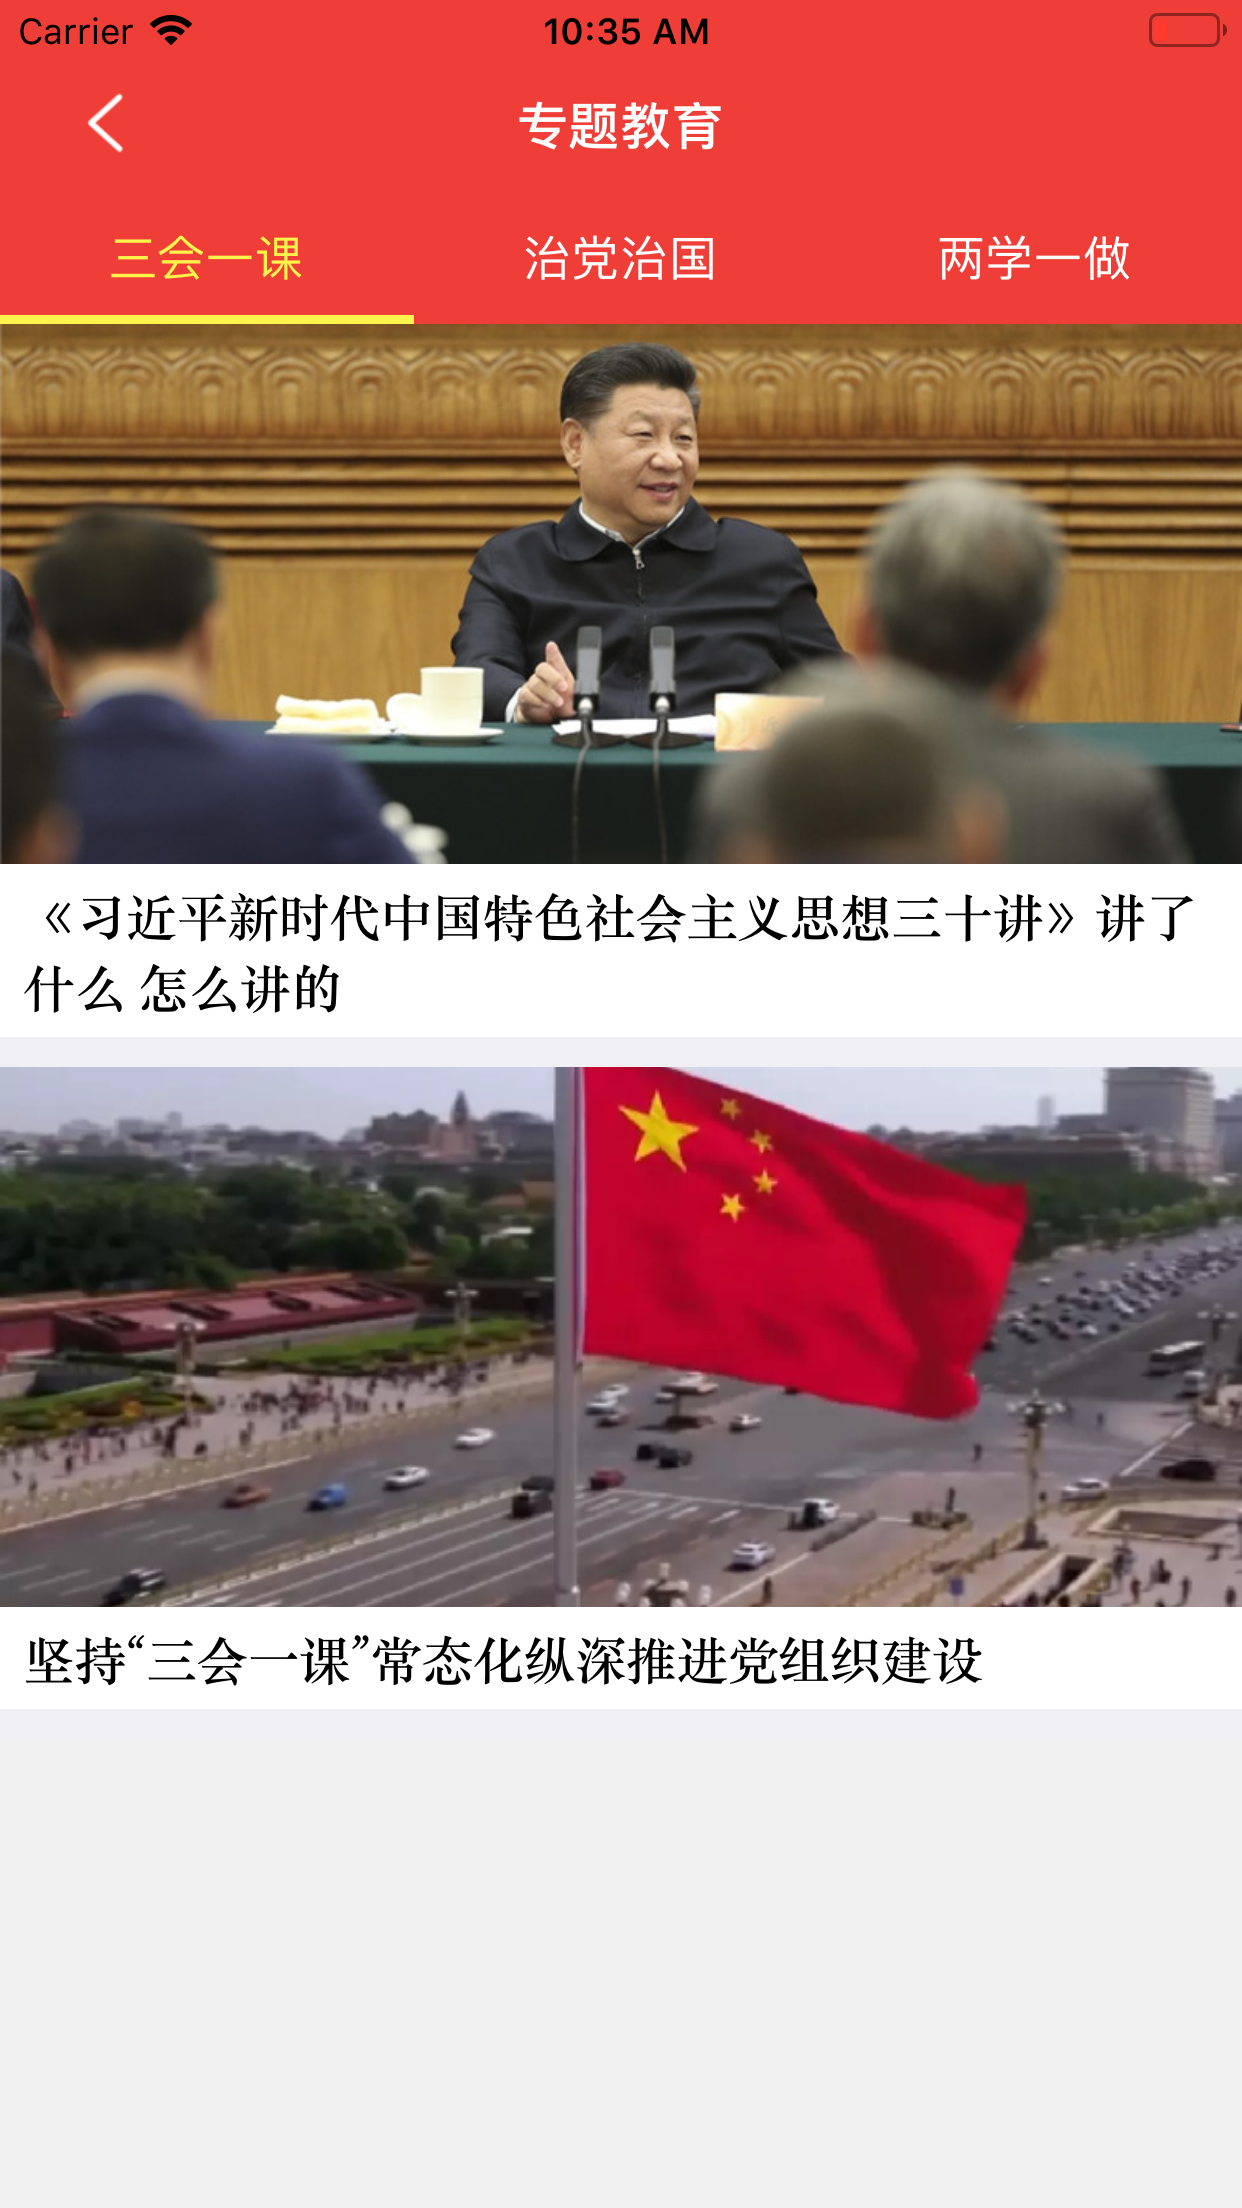 Carrier 10:35 AM
专题教育
三会一课 治党治国 两学一做
《习近平新时代中国特色社会主义思想三十讲》讲了
什么 怎么讲的
坚持“三会一课”常态化纵深推进党组织建设